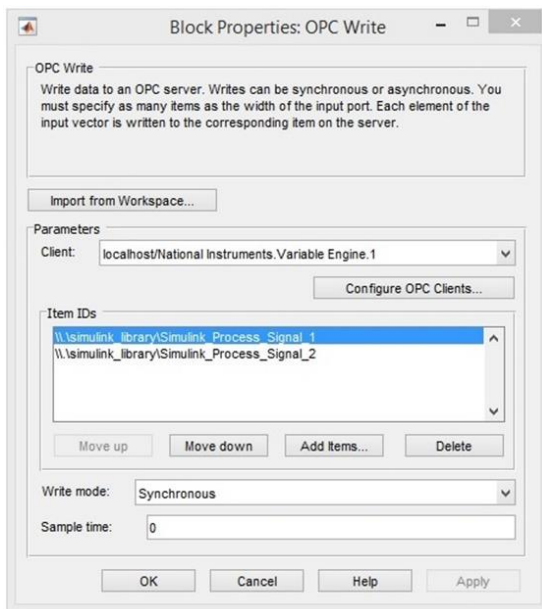 Block Properties: OPC Write
OPC Write
Write data to an OPC server. Writes can be synchronous or asynchronous. You
must specify as many items as the width of the input port. Each element of the
input vector is written to the corresponding item on the server.
Import from Workspace...
Parameters
Client: localhost/National Instruments.Variable Engine.1
Configure OPC Clients...
Item IDs
\\.\simulink_library\Simulink_Process_Signal_1
\\.\simulink_library\Simulink_Process_Signal_2
Move up Move down Add Items... Delete
Write mode: Synchronous
Sample time: 0
OK Cancel Help Apply